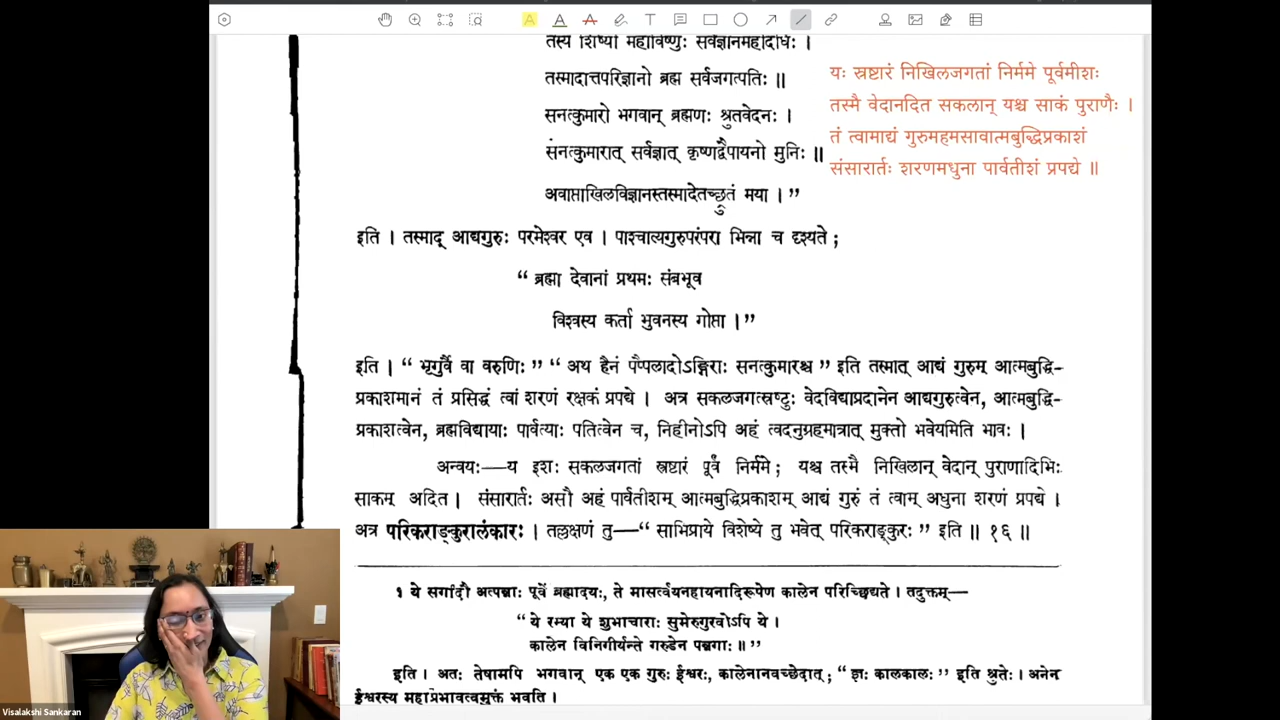 तस्य शिष्यो महाविष्णुः सर्वज्ञानमहोदधिः ।
तस्मादात्तपरिज्ञानो ब्रह्म सर्वजगत्पतिः ॥
सनत्कुमारो भगवान् ब्रह्मणः श्रुतवेदनः ।
सनत्कुमारात् सर्वज्ञात् कृष्णद्वैपायनो मुनिः ॥
अवाप्ताखिलविज्ञानस्तस्मादेतच्छ्रुतं मया । ”
यः स्रष्टारं निखिलजगतां निर्ममे पूर्वमीशः
तस्मै वेदानदित सकलान् यश्च साकं पुराणैः ।
तं त्वामाद्यं गुरुमहमसावात्मबुद्धिप्रकाशं
संसारार्तः शरणमधुना पार्वतीशं प्रपद्ये ॥
इति । तस्माद् आद्यगुरुः परमेश्वर एव । पाश्चाल्यगुरुपरंपरा भिन्ना च दृश्यते ;
“ ब्रह्मा देवानां प्रथमः संबभूव
विश्वस्य कर्ता भुवनस्य गोप्ता । ”
इति । “ भृगुर्वै वा वरुणिः ” “ अथ हैनं पैप्पलादोऽङ्गिराः सनत्कुमारश्च ” इति तस्मात् आद्यं गुरुम् आत्मबुद्धि-
प्रकाशमानं तं प्रसिद्धं त्वां शरणं रक्षकं प्रपद्ये । अत्र सकलजगत्स्रष्टुः वेदविद्याप्रदानेन आद्यगुरुत्वेन, आत्मबुद्धि-
प्रकाशत्वेन, ब्रह्मविद्यायाः पार्वत्याः पतित्वेन च, निहीनोऽपि अहं त्वदनुग्रहमात्रात् मुक्तो भवेयमिति भावः ।
अन्वयः—य इशः सकलजगतां स्रष्टारं पूर्वं निर्ममे ; यश्च तस्मै निखिलान् वेदान् पुराणादिभिः
साकम् अदित । संसारार्तः असौ अहं पार्वतीशम् आत्मबुद्धिप्रकाशम् आद्यं गुरुं तं त्वाम् अधुना शरणं प्रपद्ये ।
अत्र परिकराङ्कुरालंकारः । तल्लक्षणं तु—“ साभिप्राये विशेष्ये तु भवेत् परिकराङ्कुरः ” इति ॥ १६ ॥
१ ये सर्गादौ उत्पन्नाः पूर्वे ब्रह्मादयः, ते मासर्त्वयनहायनादिरूपेण कालेन परिच्छिद्यते । तदुक्तम्—
“ ये रम्या ये शुभाचाराः सुमेरुगुरवोऽपि ये ।
कालेन विनिगीर्यन्ते गरुडेन पन्नगाः ॥ ”
इति । अतः तेषामपि भगवान् एक एक गुरुः ईश्वरः, कालेनानवच्छेदात् ; “ ज्ञः कालकालः ” इति श्रुतेः । अनेन
ईश्वरस्य महाप्रभावत्वमुक्तं भवति ।
Visalakshi Sankaran